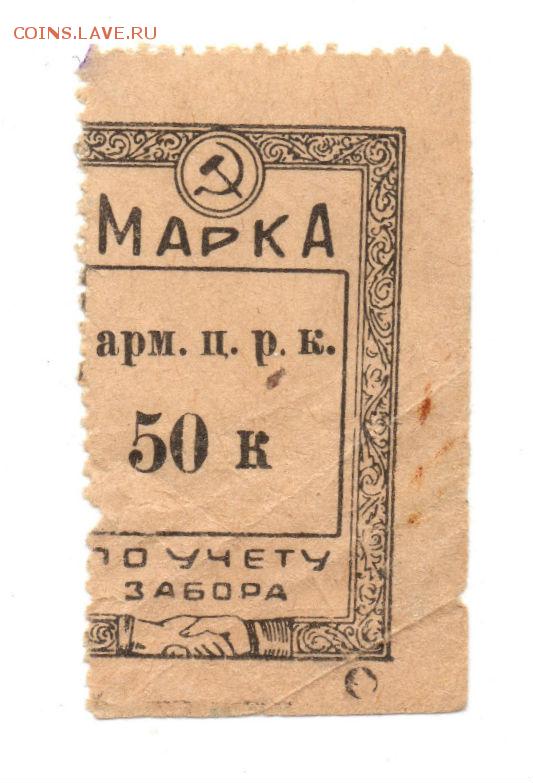 COINS.LAVE.RU
МАРКА
арм. ц. р. к.
50 к
ПО УЧЕТУ
ЗАБОРА